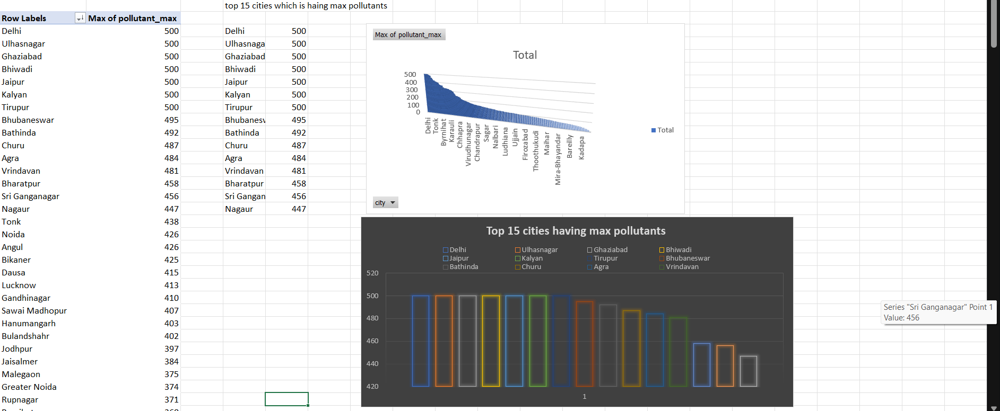 top 15 cities which is haing max pollutants
Row Labels Max of pollutant_max
Delhi 500
Ulhasnagar 500
Ghaziabad 500
Bhiwadi 500
Jaipur 500
Kalyan 500
Tirupur 500
Bhubaneswar 495
Bathinda 492
Churu 487
Agra 484
Vrindavan 481
Bharatpur 458
Sri Ganganagar 456
Nagaur 447
Tonk 438
Noida 426
Angul 426
Bikaner 425
Dausa 415
Lucknow 413
Gandhinagar 410
Sawai Madhopur 407
Hanumangarh 403
Bulandshahr 402
Jodhpur 397
Jaisalmer 384
Malegaon 375
Greater Noida 374
Rupnagar 371
Delhi 500
Ulhasnaga 500
Ghaziabad 500
Bhiwadi 500
Jaipur 500
Kalyan 500
Tirupur 500
Bhubanesv 495
Bathinda 492
Churu 487
Agra 484
Vrindavan 481
Bharatpur 458
Sri Gangan 456
Nagaur 447
Max of pollutant_max
Total
500
400
300
200
100
0
Delhi
Tonk
Byrnihat
Karauli
Chhapra
Virudhunagar
Chandrapur
Sagar
Nalbari
Ludhiana
Ujjain
Firozabad
Thoothukudi
Maihar
Mira-Bhayandar
Bareilly
Kadapa
Total
city
Top 15 cities having max pollutants
Delhi Ulhasnagar Ghaziabad Bhiwadi
Jaipur Kalyan Tirupur Bhubaneswar
Bathinda Churu Agra Vrindavan
520
500
480
460
440
420
1
Series "Sri Ganganagar" Point 1
Value: 456